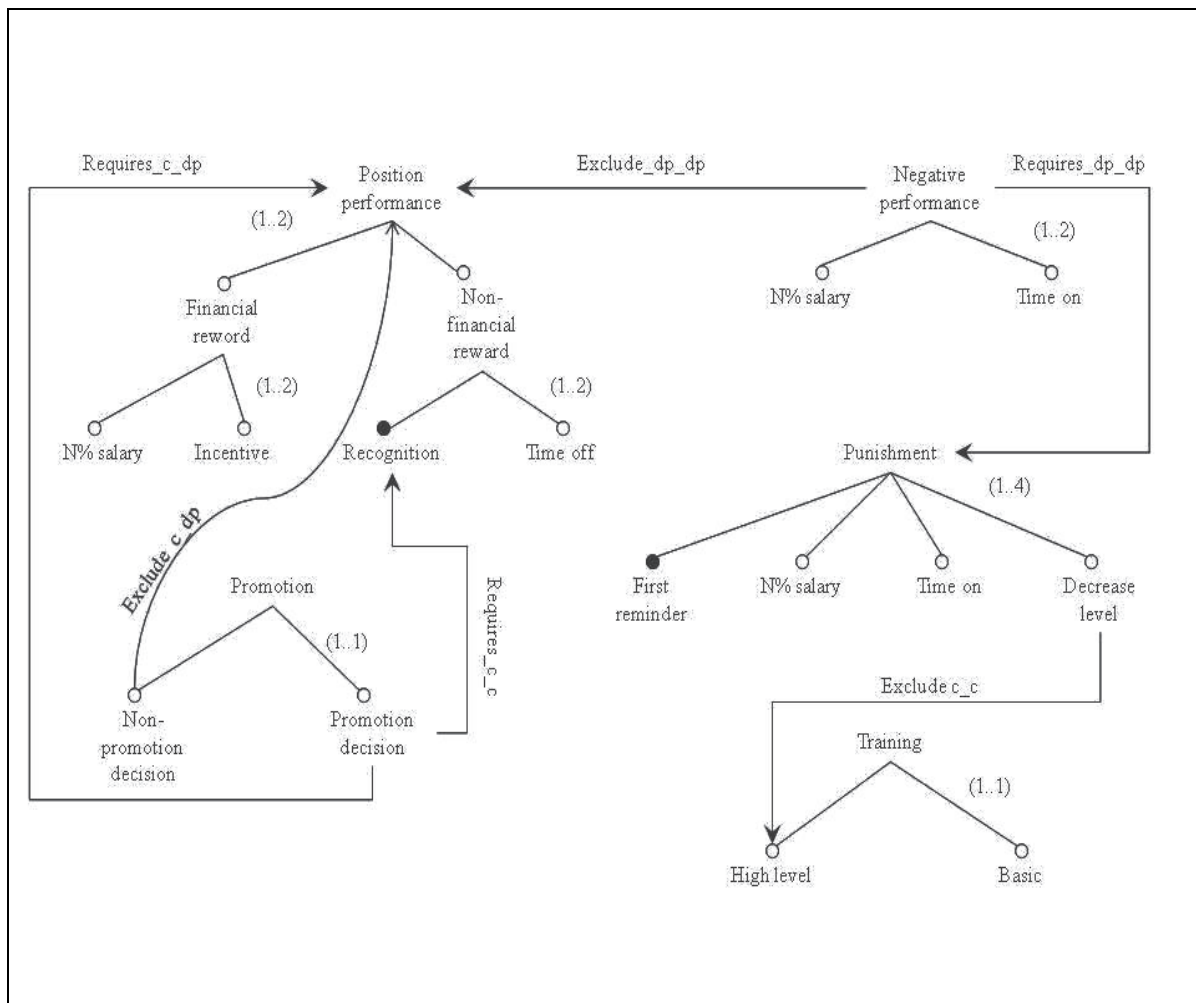 Requires_c_dp
Exclude_dp_dp
Requires_dp_dp
Position
performance
Negative
performance
(1..2)
(1..2)
N% salary
Time on
Financial
reword
Non-
financial
reward
(1..2)
(1..2)
N% salary
Incentive
Recognition
Time off
Punishment
(1..4)
Exclude c_dp
First
reminder
N% salary
Time on
Decrease
level
Promotion
(1..1)
Requires_c_c
Non-
promotion
decision
Promotion
decision
Exclude c_c
Training
(1..1)
High level
Basic